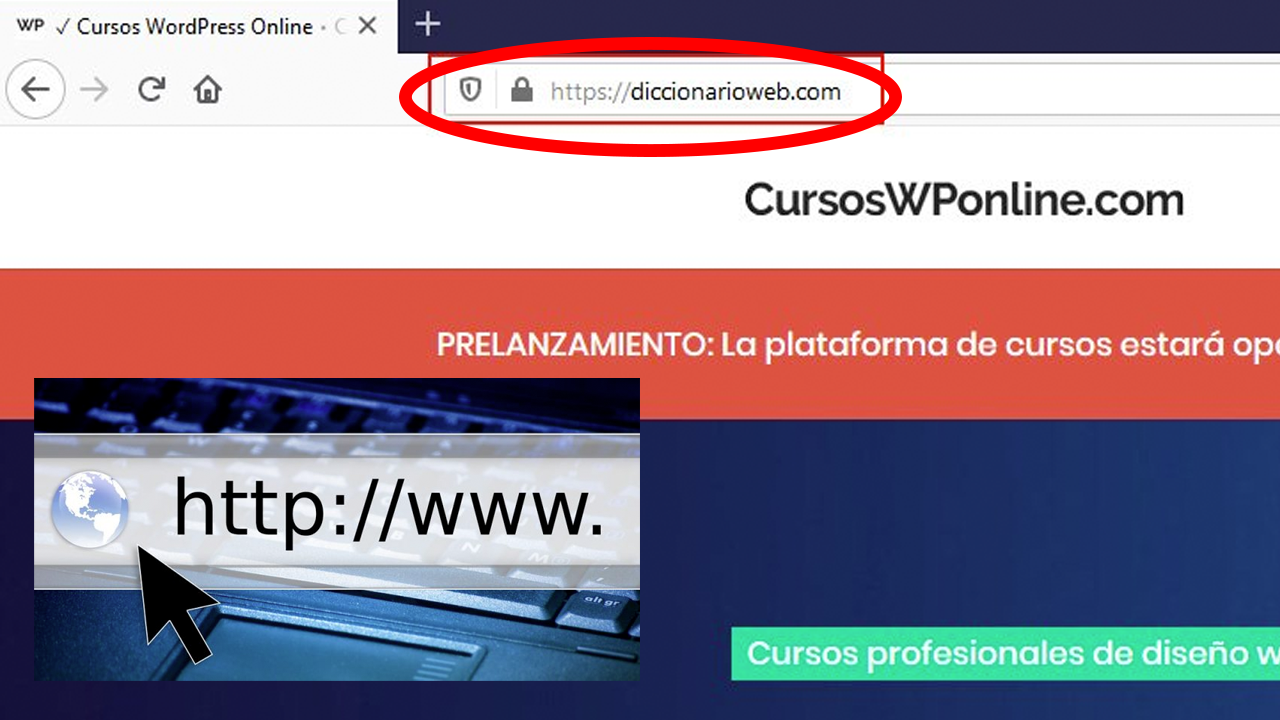 WP ✓ Cursos WordPress Online
https://diccionarioweb.com
CursosWPonline.com
PRELANZAMIENTO: La plataforma de cursos estará
http://www.
N
M
alt gr
Cursos profesionales de diseño